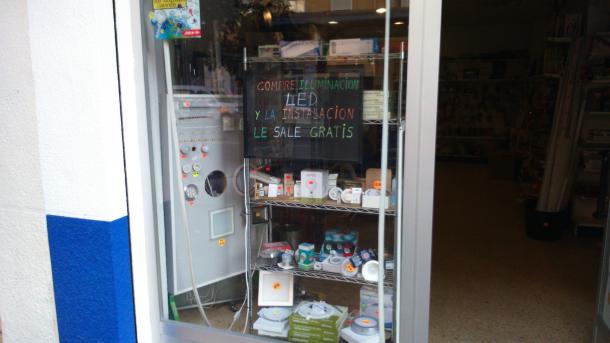 COMPRE ILUMINACION
LED
Y LA INSTALACION
LE SALE GRATIS